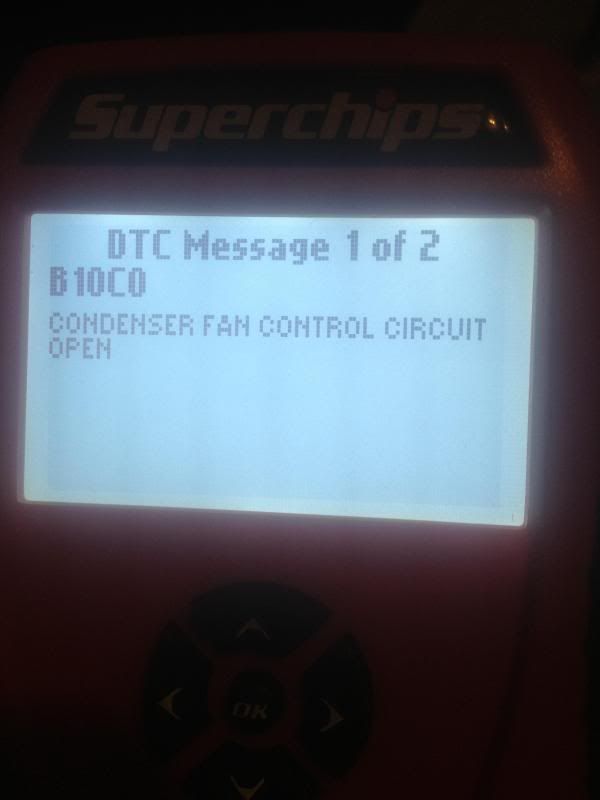 Superchips
DTC Message 1 of 2
B10C0
CONDENSER FAN CONTROL CIRCUIT
OPEN
OK